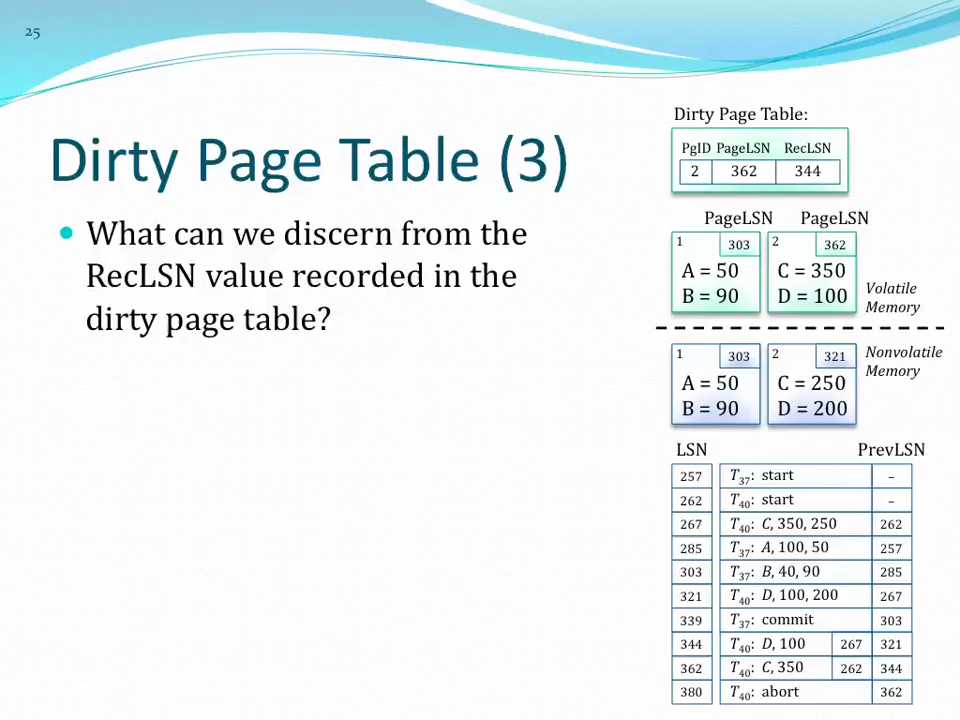 25
Dirty Page Table (3)
• What can we discern from the
RecLSN value recorded in the
dirty page table?
Dirty Page Table:
PgID PageLSN RecLSN
2 362 344
PageLSN PageLSN
1 303 2 362
A = 50 C = 350
B = 90 D = 100
Volatile
Memory
Nonvolatile
Memory
1 303 2 321
A = 50 C = 250
B = 90 D = 200
LSN PrevLSN
257 T37: start –
262 T40: start –
267 T40: C, 350, 250 262
285 T37: A, 100, 50 257
303 T37: B, 40, 90 285
321 T40: D, 100, 200 267
339 T37: commit 303
344 T40: D, 100 267 321
362 T40: C, 350 262 344
380 T40: abort 362